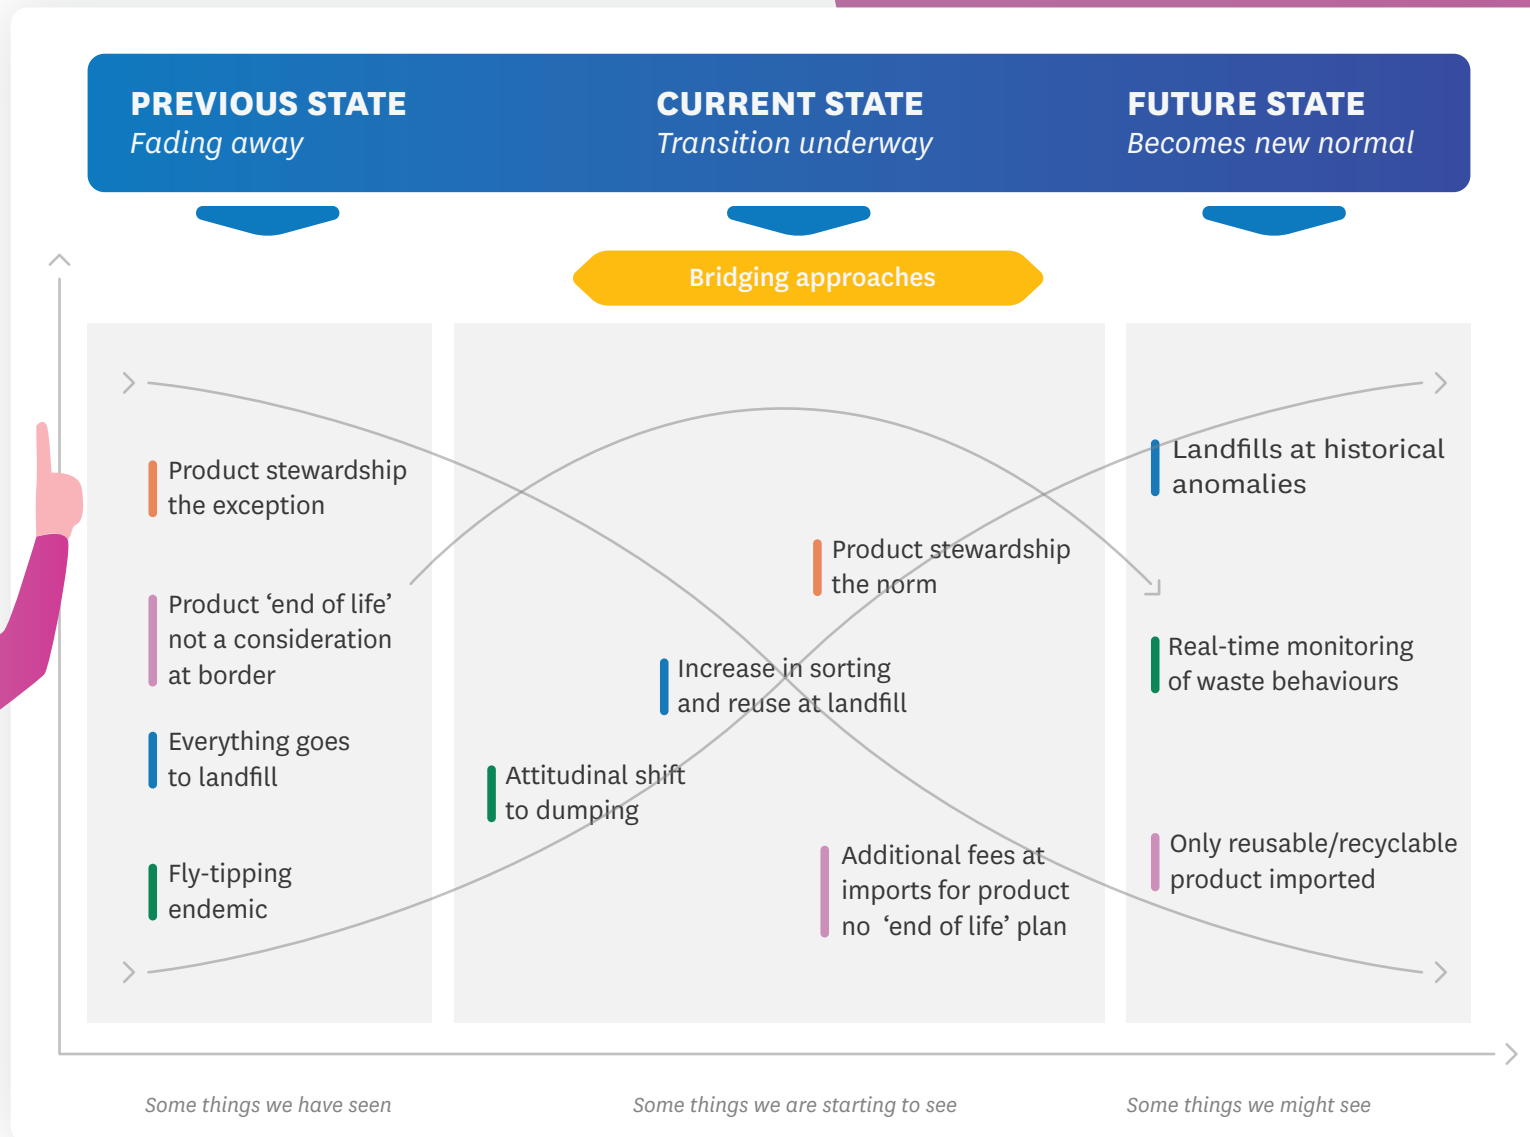 PREVIOUS STATE
Fading away
CURRENT STATE
Transition underway
FUTURE STATE
Becomes new normal
Bridging approaches
Product stewardship
the exception
Product ‘end of life’
not a consideration
at border
Everything goes
to landfill
Fly-tipping
endemic
Product stewardship
the norm
Increase in sorting
and reuse at landfill
Attitudinal shift
to dumping
Additional fees at
imports for product
no ‘end of life’ plan
Landfills at historical
anomalies
Real-time monitoring
of waste behaviours
Only reusable/recyclable
product imported
Some things we have seen
Some things we are starting to see
Some things we might see